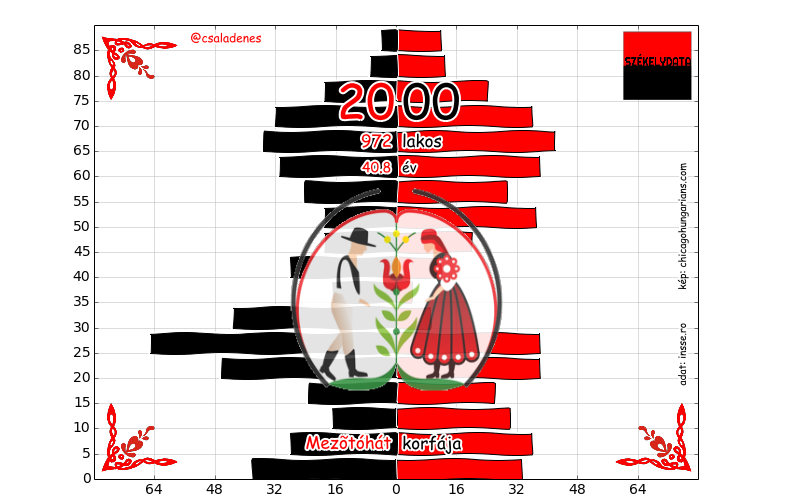 @csaladenes
SZÉKELYDATA
2000
972 lakos
40.8 év
kép: chicagohungarians.com
adat: insse.ro
Mezőtóhát korfája
85
80
75
70
65
60
55
50
45
40
35
30
25
20
15
10
5
0
64 48 32 16 0 16 32 48 64